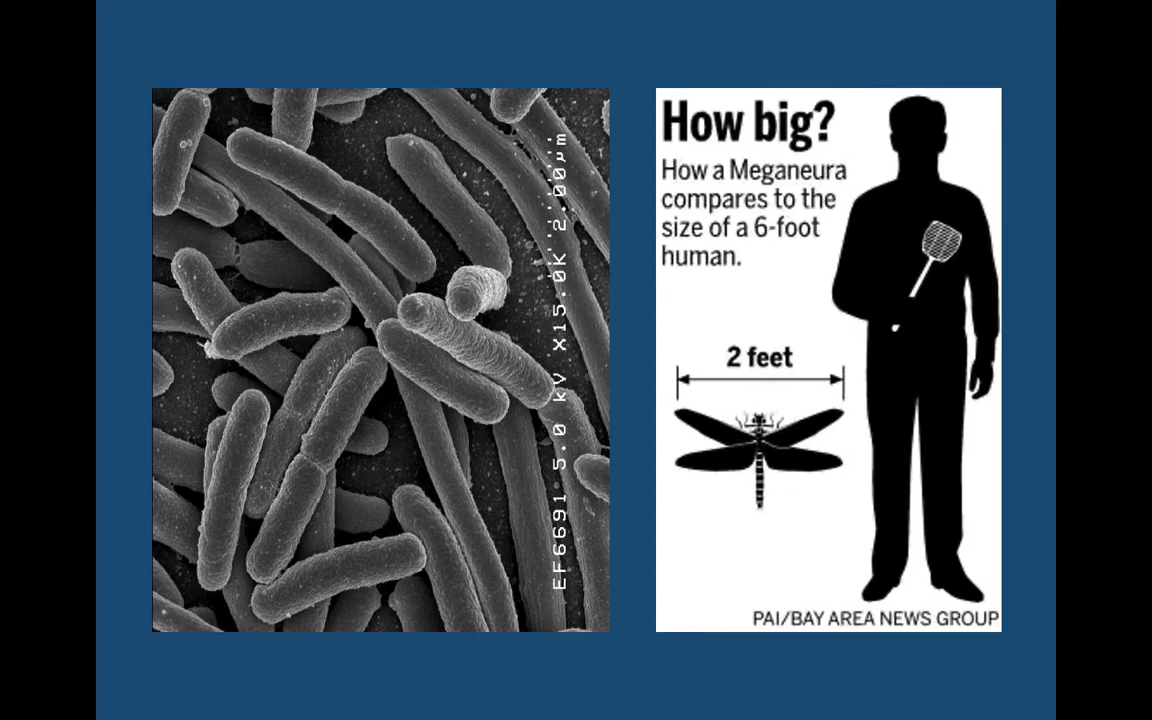 EF6691 5.0 kV X15.0K 2.00µm
How big?
How a Meganeura
compares to the
size of a 6-foot
human.
2 feet
PAI/BAY AREA NEWS GROUP